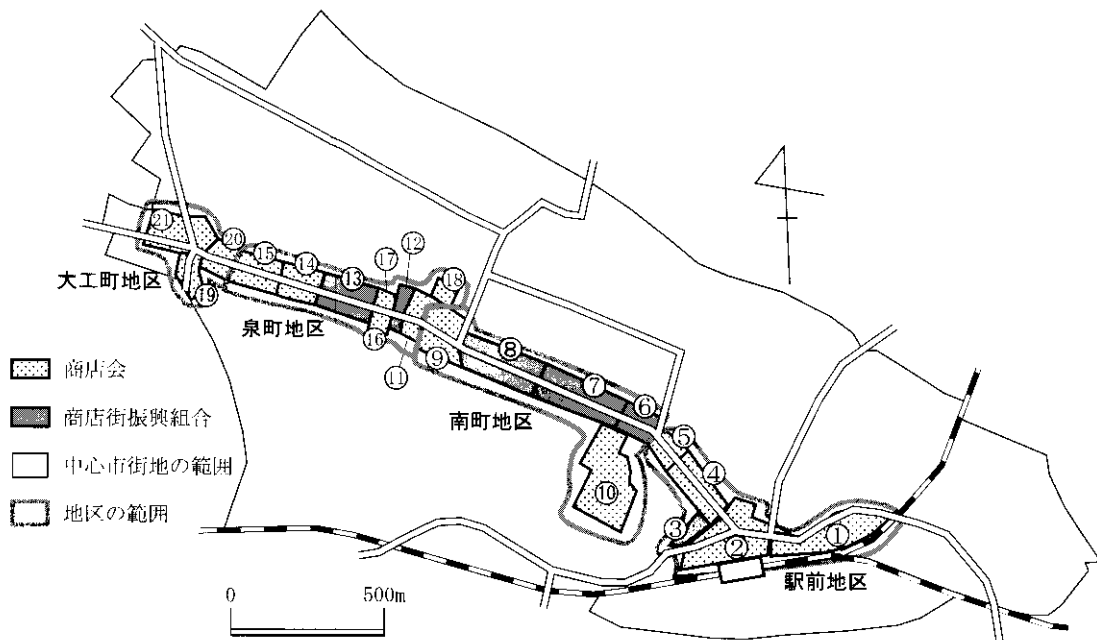 ㉑
⑳
⑮
⑭
⑬
⑰
⑫
⑱
大工町地区
⑲
泉町地区
⑯
⑪
⑨
⑧
⑦
⑥
南町地区
⑤
④
⑩
③
②
①
駅前地区
商店会
商店街振興組合
中心市街地の範囲
地区の範囲
0
500m